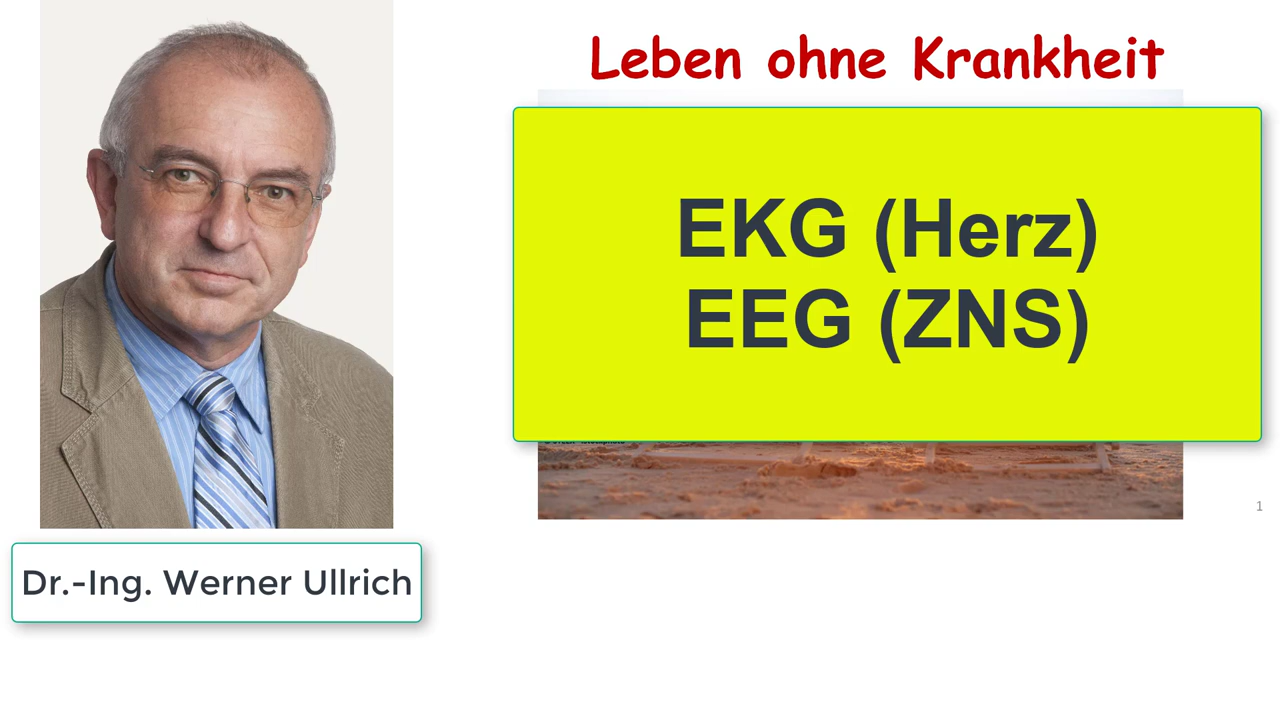 Leben ohne Krankheit
EKG (Herz)
EEG (ZNS)
1
Dr.-Ing. Werner Ullrich